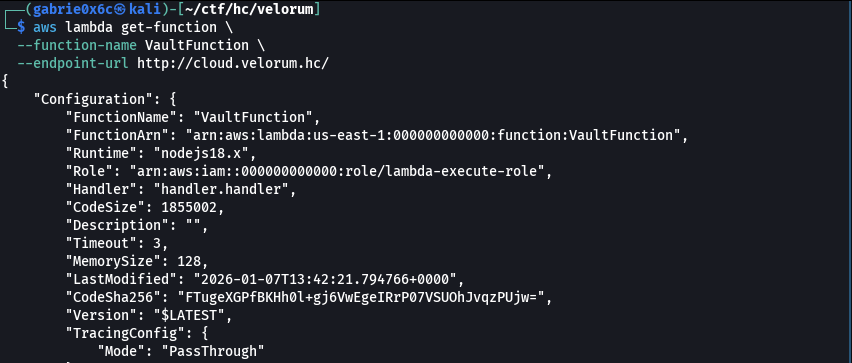 ┌──(gabrie0x6c㉿kali)-[~/ctf/hc/velorum]
└─$ aws lambda get-function \
  --function-name VaultFunction \
  --endpoint-url http://cloud.velorum.hc/
{
    "Configuration": {
        "FunctionName": "VaultFunction",
        "FunctionArn": "arn:aws:lambda:us-east-1:000000000000:function:VaultFunction",
        "Runtime": "nodejs18.x",
        "Role": "arn:aws:iam::000000000000:role/lambda-execute-role",
        "Handler": "handler.handler",
        "CodeSize": 1855002,
        "Description": "",
        "Timeout": 3,
        "MemorySize": 128,
        "LastModified": "2026-01-07T13:42:21.794766+0000",
        "CodeSha256": "FTugeXGPfBKHh0l+gj6VwEgeIRrP07VSUOhJvqzPUjw=",
        "Version": "$LATEST",
        "TracingConfig": {
            "Mode": "PassThrough"